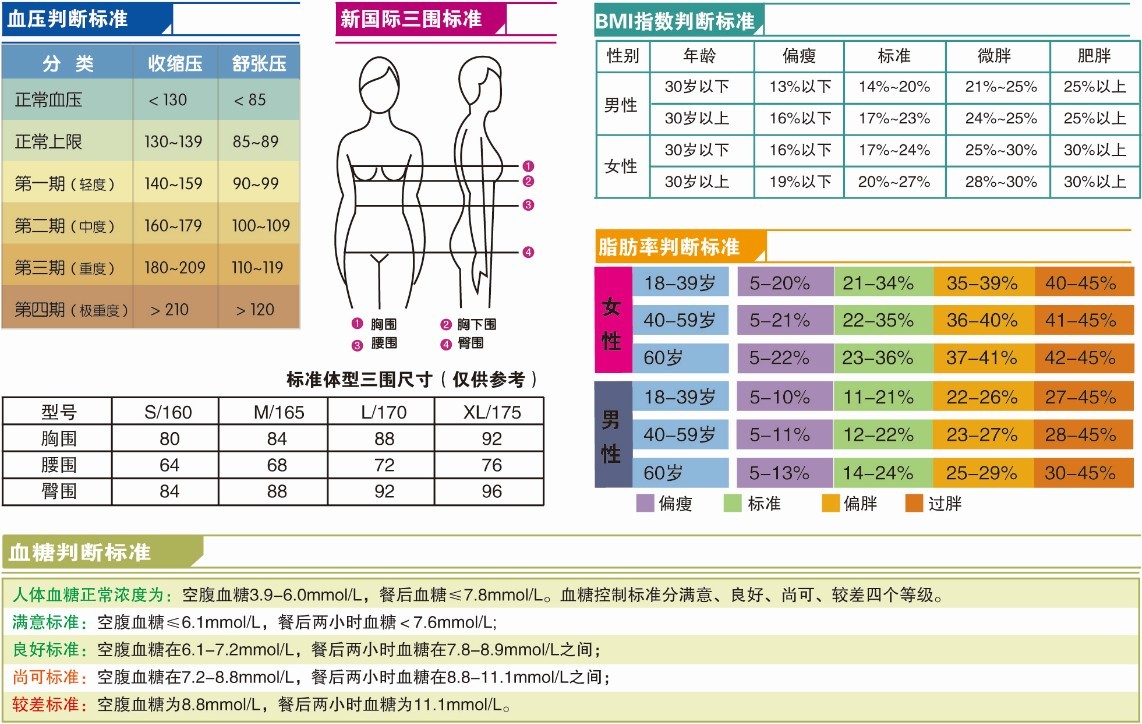 血压判断标准
分 类 收缩压 舒张压
正常血压 ＜130 ＜85
正常上限 130~139 85~89
第一期（轻度） 140~159 90~99
第二期（中度） 160~179 100~109
第三期（重度） 180~209 110~119
第四期（极重度） ＞210 ＞120
新国际三围标准
1
2
3
4
1 胸围 2 胸下围
3 腰围 4 臀围
标准体型三围尺寸（仅供参考）
型号 S/160 M/165 L/170 XL/175
胸围 80 84 88 92
腰围 64 68 72 76
臀围 84 88 92 96
BMI指数判断标准
性别 年龄 偏瘦 标准 微胖 肥胖
男性
30岁以下 13%以下 14%~20% 21%~25% 25%以上
30岁以上 16%以下 17%~23% 24%~25% 25%以上
女性
30岁以下 16%以下 17%~24% 25%~30% 30%以上
30岁以上 19%以下 20%~27% 28%~30% 30%以上
脂肪率判断标准
女性
18–39岁 5–20% 21–34% 35–39% 40–45%
40–59岁 5–21% 22–35% 36–40% 41–45%
60岁 5–22% 23–36% 37–41% 42–45%
男性
18–39岁 5–10% 11–21% 22–26% 27–45%
40–59岁 5–11% 12–22% 23–27% 28–45%
60岁 5–13% 14–24% 25–29% 30–45%
偏瘦 标准 偏胖 过胖
血糖判断标准
人体血糖正常浓度为：空腹血糖3.9–6.0mmol/L，餐后血糖≤7.8mmol/L。血糖控制标准分满意、良好、尚可、较差四个等级。
满意标准：空腹血糖≤6.1mmol/L，餐后两小时血糖＜7.6mmol/L;
良好标准：空腹血糖在6.1–7.2mmol/L，餐后两小时血糖在7.8–8.9mmol/L之间；
尚可标准：空腹血糖在7.2–8.8mmol/L，餐后两小时血糖在8.8–11.1mmol/L之间；
较差标准：空腹血糖为8.8mmol/L，餐后两小时血糖为11.1mmol/L。